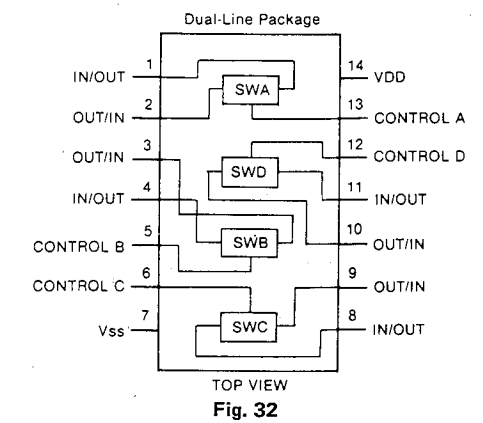 Dual-Line Package
1
IN/OUT
2
OUT/IN
3
OUT/IN
4
IN/OUT
5
CONTROL B
6
CONTROL C
7
Vss
SWA
SWD
SWB
SWC
14
VDD
13
CONTROL A
12
CONTROL D
11
IN/OUT
10
OUT/IN
9
OUT/IN
8
IN/OUT
TOP VIEW
Fig. 32